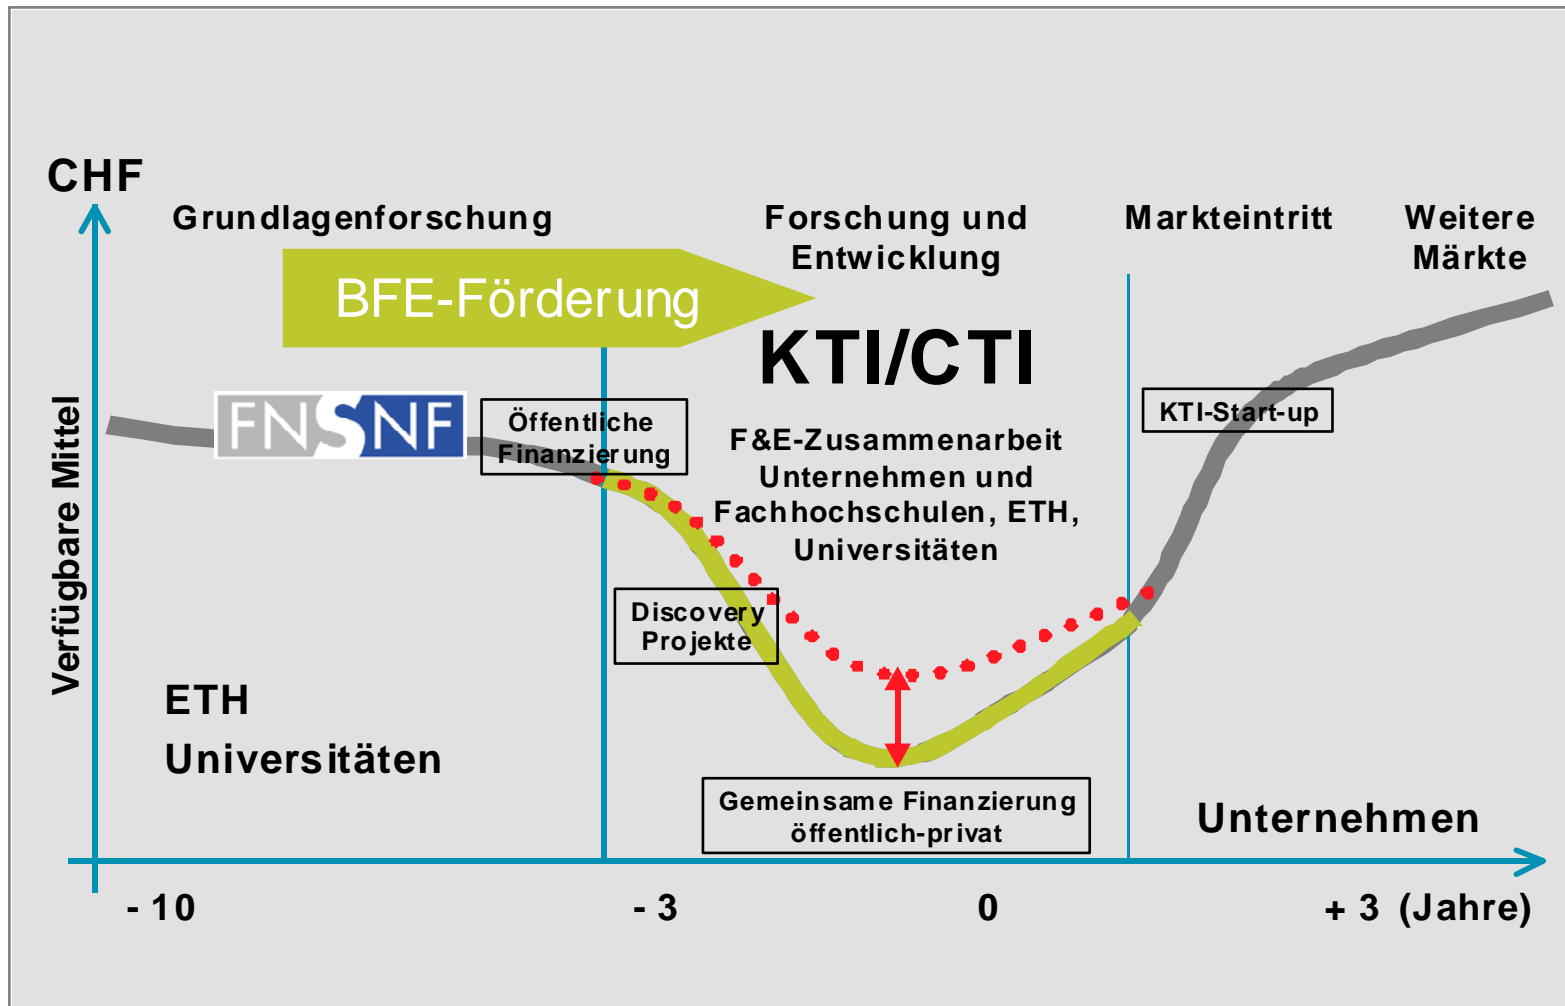 CHF
Grundlagenforschung
Forschung und
Entwicklung
Markteintritt
Weitere
Märkte
BFE-Förderung
KTI/CTI
FNSNF
Öffentliche
Finanzierung
F&E-Zusammenarbeit
Unternehmen und
Fachhochschulen, ETH,
Universitäten
KTI-Start-up
Verfügbare Mittel
Discovery
Projekte
ETH
Universitäten
Gemeinsame Finanzierung
öffentlich-privat
Unternehmen
- 10
- 3
0
+ 3 (Jahre)